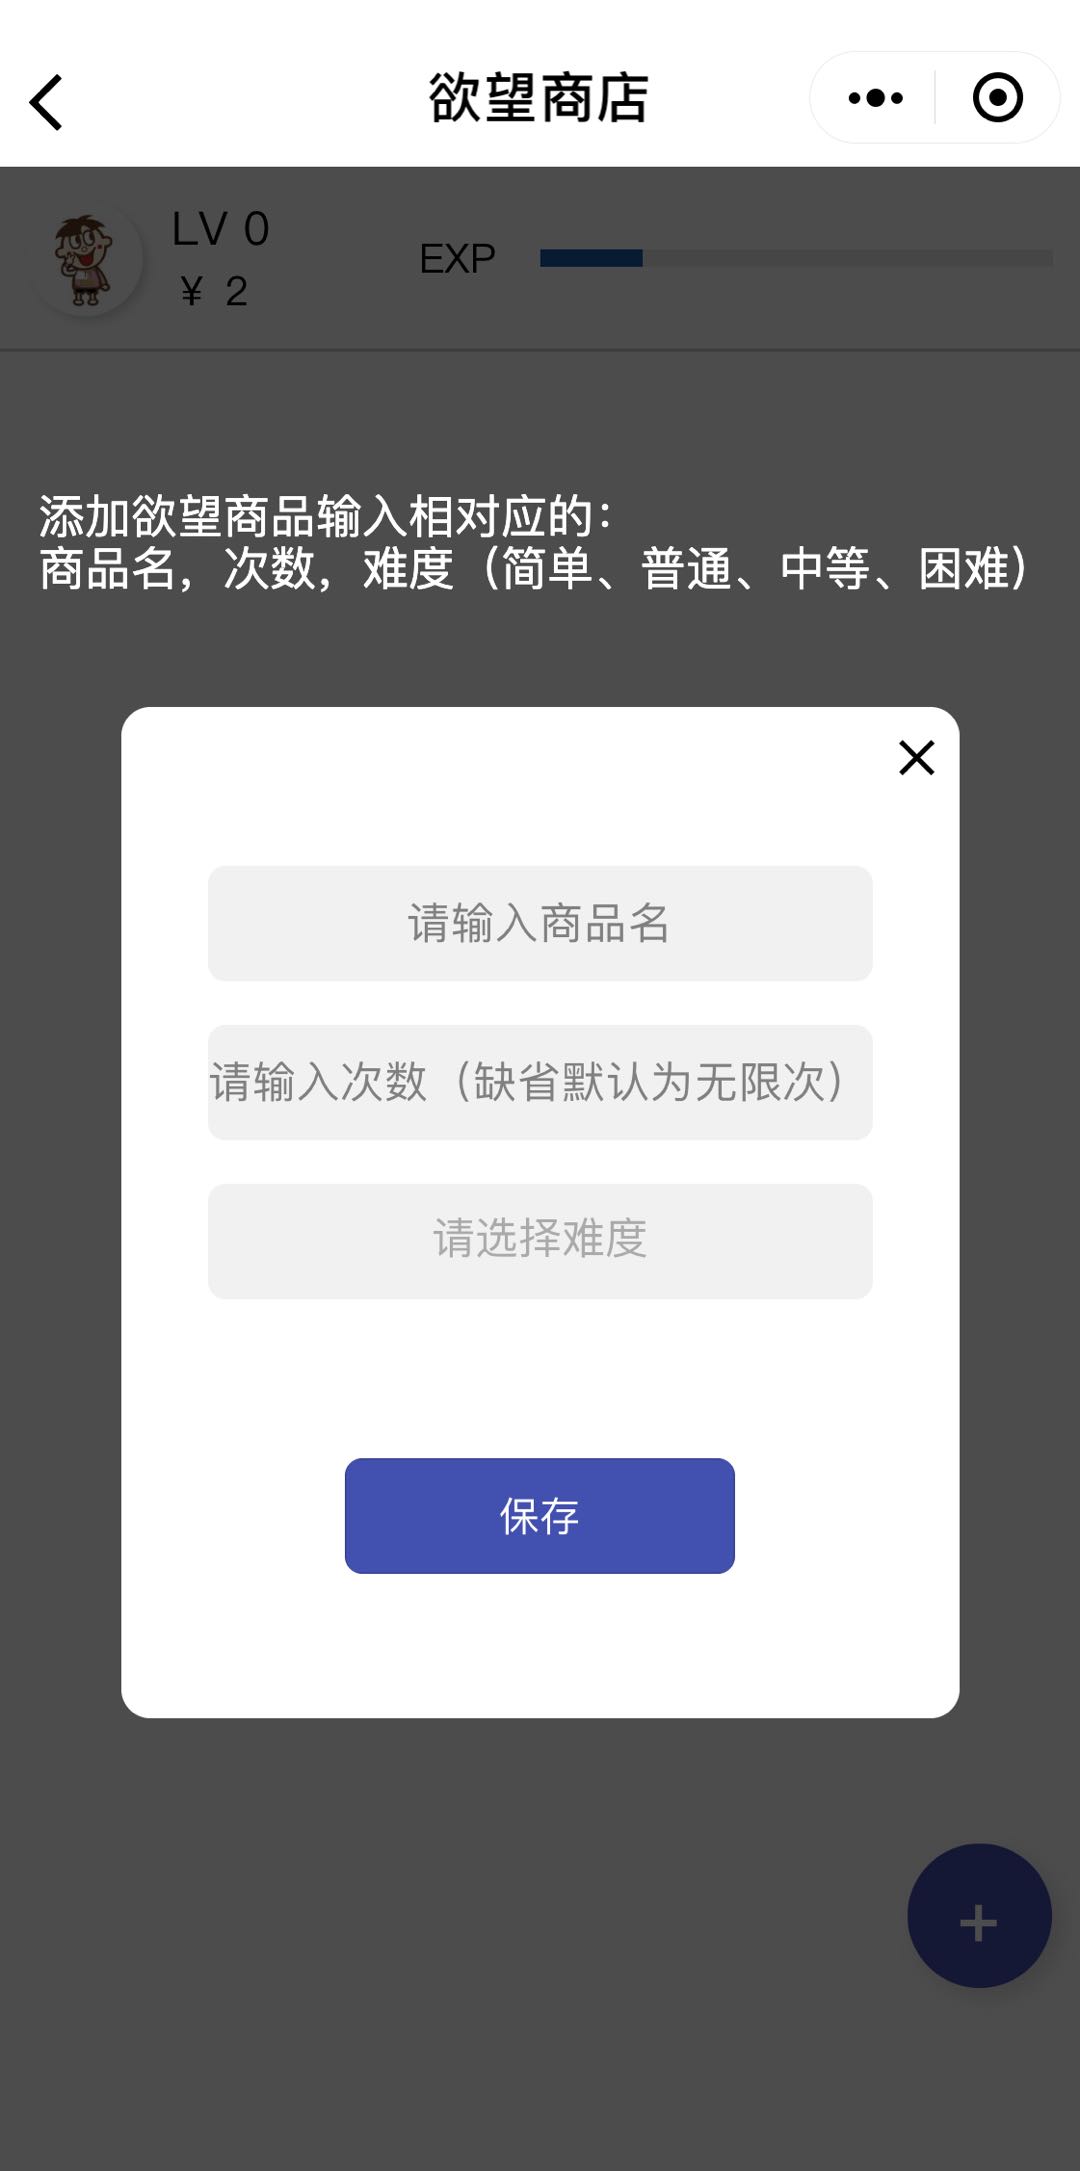 欲望商店
LV 0
¥ 2
EXP
添加欲望商品输入相对应的：
商品名，次数，难度（简单、普通、中等、困难）
请输入商品名
请输入次数（缺省默认为无限次）
请选择难度
保存